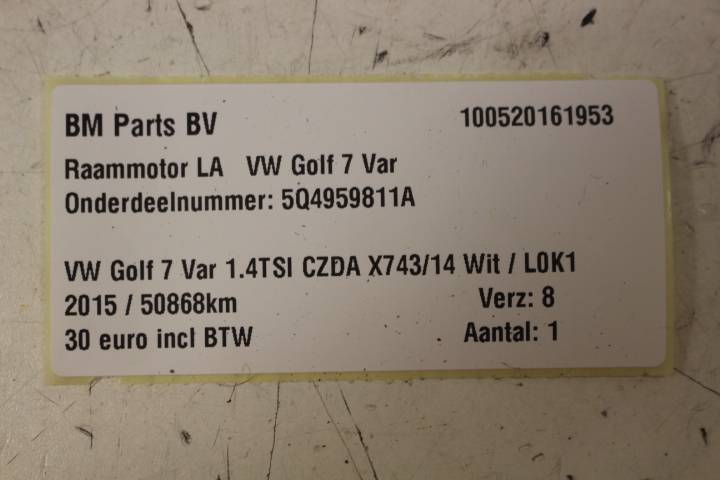 BM Parts BV 100520161953
Raammotor LA VW Golf 7 Var
Onderdeelnummer: 5Q4959811A
VW Golf 7 Var 1.4TSI CZDA X743/14 Wit / L0K1
2015 / 50868km Verz: 8
30 euro incl BTW Aantal: 1